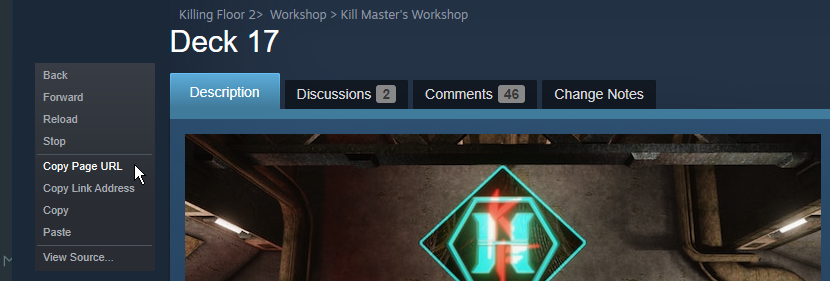 Killing Floor 2> Workshop > Kill Master's Workshop
Deck 17
Description Discussions 2 Comments 46 Change Notes
Back
Forward
Reload
Stop
Copy Page URL
Copy Link Address
Copy
Paste
View Source...